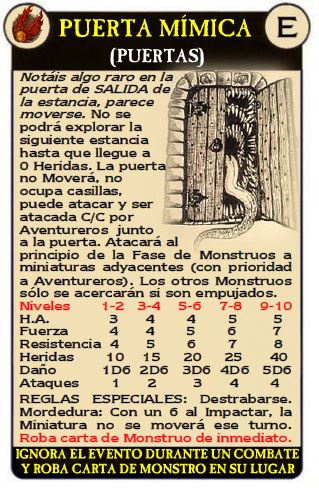 PUERTA MÍMICA
E
(PUERTAS)
Notáis algo raro en la
puerta de SALIDA de
la estancia, parece
moverse. No se
podrá explorar la
siguiente estancia
hasta que llegue a
0 Heridas. La puerta
no Moverá, no
ocupa casillas,
puede atacar y ser
atacada C/C por
Aventureros junto
a la puerta. Atacará al
principio de la Fase de Monstruos a
miniaturas adyacentes (con prioridad
a Aventureros). Los otros Monstruos
sólo se acercarán si son empujados.
Niveles 1-2 3-4 5-6 7-8 9-10
H.A. 3 4 4 5 5
Fuerza 4 4 5 6 7
Resistencia 4 5 6 7 8
Heridas 10 15 20 25 40
Daño 1D6 2D6 3D6 4D6 5D6
Ataques 1 2 3 4 4
REGLAS ESPECIALES: Destrabarse.
Mordedura: Con un 6 al Impactar, la
Miniatura no se moverá ese turno.
Roba carta de Monstruo de inmediato.
IGNORA EL EVENTO DURANTE UN COMBATE
Y ROBA CARTA DE MONSTRO EN SU LUGAR